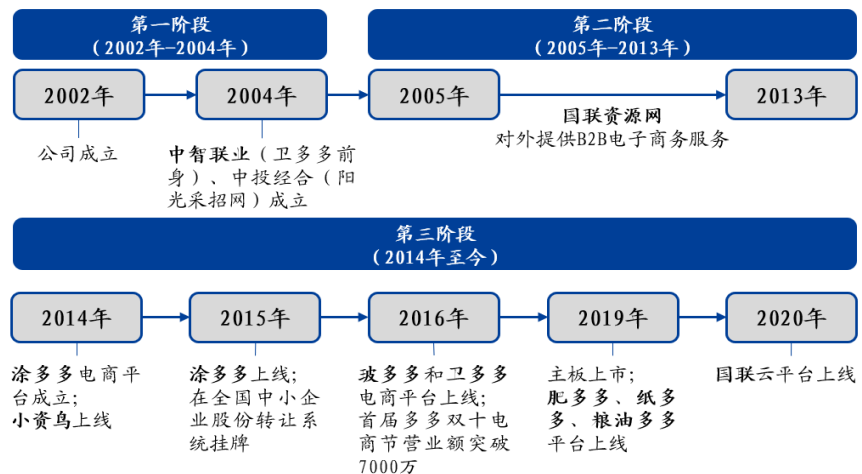 第一阶段
（2002年–2004年）
第二阶段
（2005年–2013年）
2002年
2004年
2005年
2013年
公司成立
中智联业（卫多多前
身）、中投经合（阳
光采招网）成立
国联资源网
对外提供B2B电子商务服务
第三阶段
（2014年至今）
2014年
2015年
2016年
2019年
2020年
涂多多电商平
台成立；
小资鸟上线
涂多多上线；
在全国中小企
业股份转让系
统挂牌
玻多多和卫多多
电商平台上线；
首届多多双十电
商节营业额突破
7000万
主板上市；
肥多多、纸多
多、粮油多多
平台上线
国联云平台上线